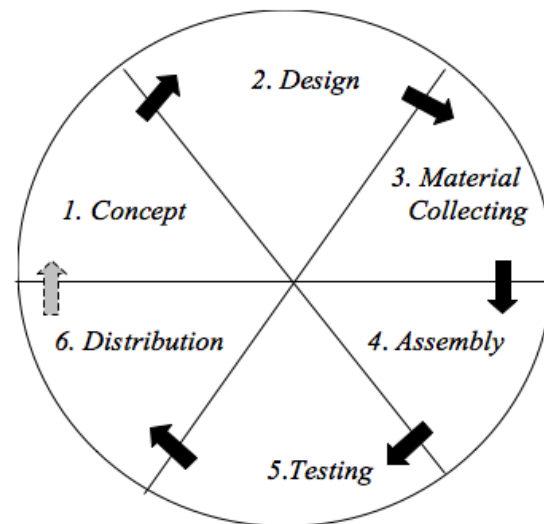 1. Concept
2. Design
3. Material
Collecting
4. Assembly
5.Testing
6. Distribution